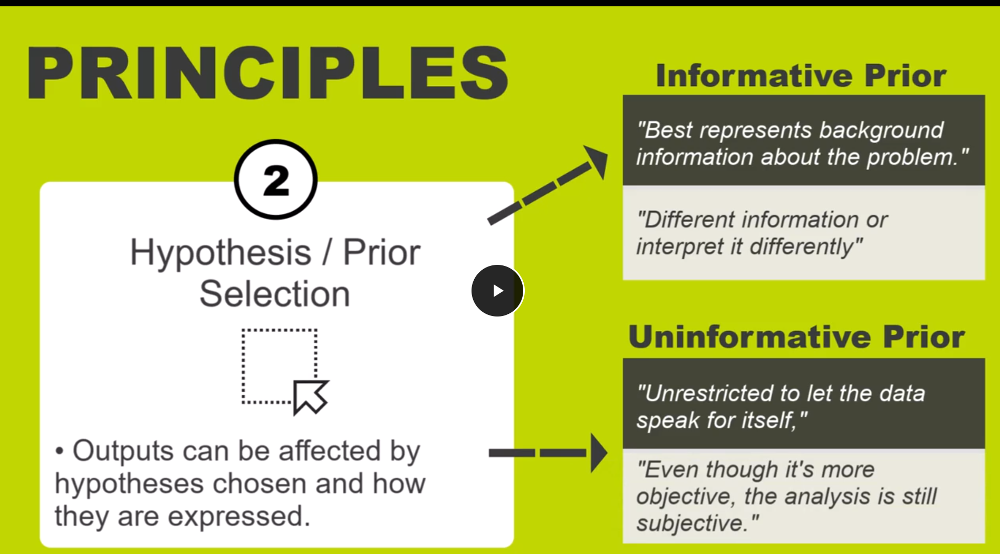 PRINCIPLES
2
Hypothesis / Prior
Selection
• Outputs can be affected by
hypotheses chosen and how
they are expressed.
Informative Prior
"Best represents background
information about the problem."
"Different information or
interpret it differently"
Uninformative Prior
"Unrestricted to let the data
speak for itself,"
"Even though it's more
objective, the analysis is still
subjective."